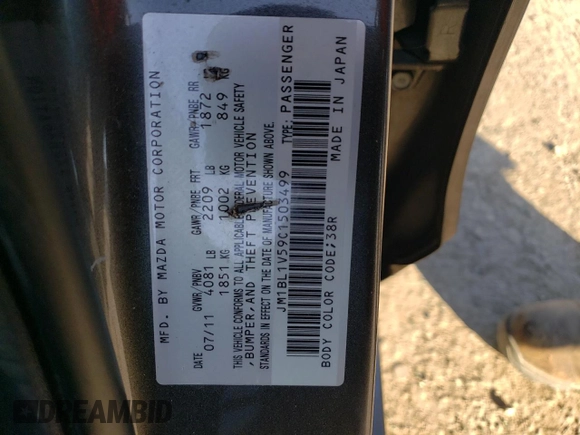 MFD. BY MAZDA MOTOR CORPORATION
DATE GVWR/PNBV GAWR/PNBE FRT GAWR/PNBE RR
07/11 4081 LB 2209 LB 1872
1851 KG 1002 KG 849 KG
THIS VEHICLE CONFORMS TO ALL APPLICABLE FEDERAL MOTOR VEHICLE SAFETY
,BUMPER,AND THEFT PREVENTION
STANDARDS IN EFFECT ON THE DATE OF MANUFACTURE SHOWN ABOVE.
JM1BL1V59C1503499 TYPE: PASSENGER
BODY COLOR CODE;38R MADE IN JAPAN
DREAMBID